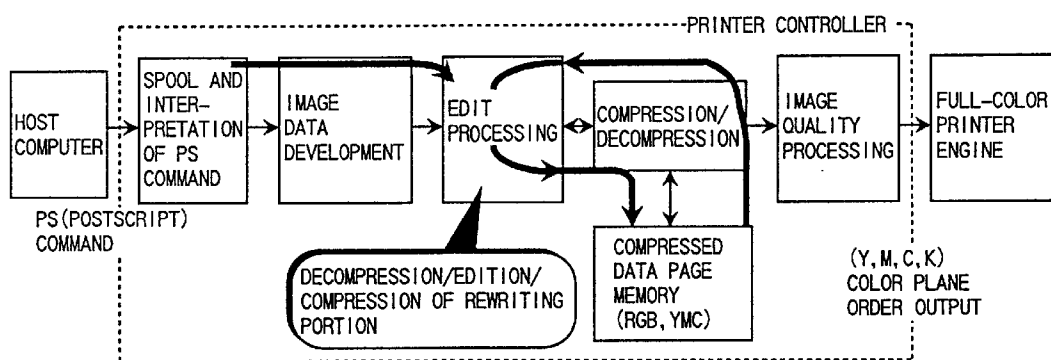 PRINTER CONTROLLER
HOST
COMPUTER
SPOOL AND
INTER-
PRETATION
OF PS
COMMAND
IMAGE
DATA
DEVELOPMENT
EDIT
PROCESSING
COMPRESSION/
DECOMPRESSION
IMAGE
QUALITY
PROCESSING
FULL-COLOR
PRINTER
ENGINE
PS(POSTSCRIPT)
COMMAND
DECOMPRESSION/EDITION/
COMPRESSION OF REWRITING
PORTION
COMPRESSED
DATA PAGE
MEMORY
(RGB,YMC)
(Y,M,C,K)
COLOR PLANE
ORDER OUTPUT